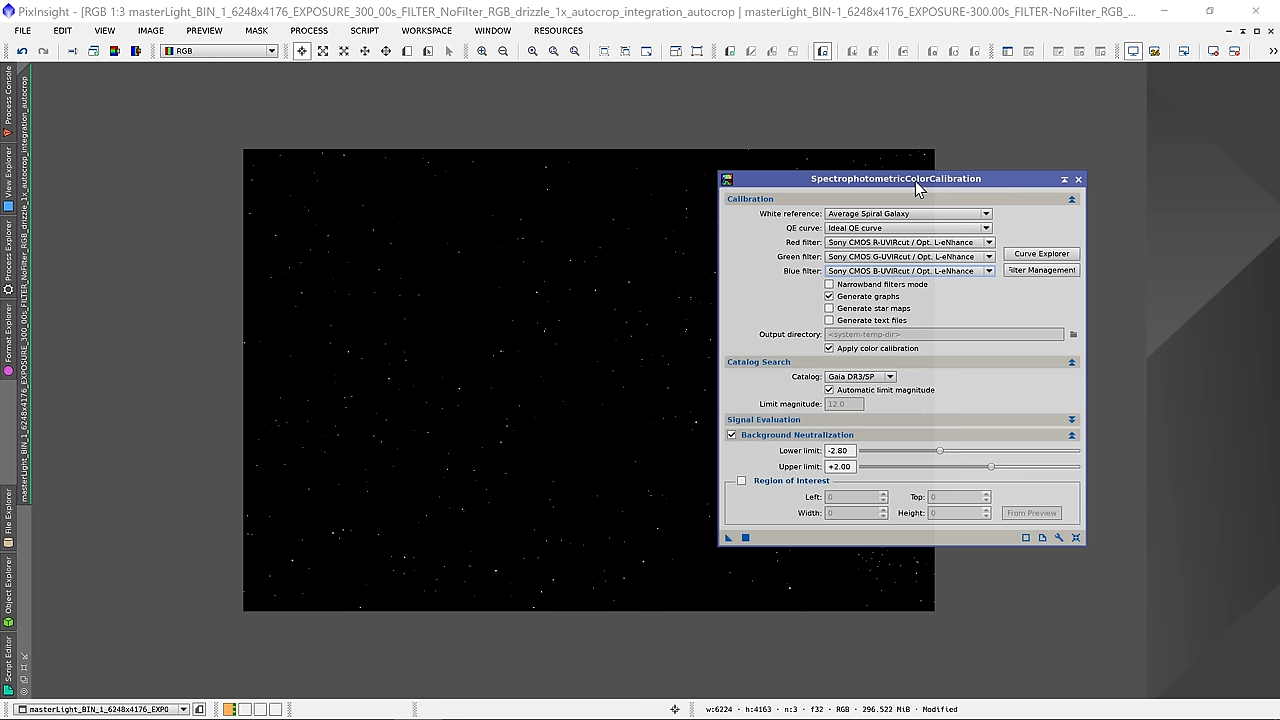 PixInsight - [RGB 1:3 masterLight_BIN_1_6248x4176_EXPOSURE_300_00s_FILTER_NoFilter_RGB_drizzle_1x_autocrop_integration_autocrop | masterLight_BIN-1_6248x4176_EXPOSURE-300.00s_FILTER-NoFilter_RGB_...
FILE EDIT VIEW IMAGE PREVIEW MASK PROCESS SCRIPT WORKSPACE WINDOW RESOURCES
RGB
Process Console
View Explorer
Process Explorer
Format Explorer
File Explorer
Object Explorer
Script Editor
masterLight_BIN_1_6248x4176_EXPOSURE_300_00s_FILTER_NoFilter_RGB_drizzle_1x_autocrop_integration_autocrop
SpectrophotometricColorCalibration
Calibration
White reference: Average Spiral Galaxy
QE curve: Ideal QE curve
Red filter: Sony CMOS R-UVIRcut / Opt. L-eNhance
Green filter: Sony CMOS G-UVIRcut / Opt. L-eNhance
Curve Explorer
Blue filter: Sony CMOS B-UVIRcut / Opt. L-eNhance
Filter Management
Narrowband filters mode
Generate graphs
Generate star maps
Generate text files
Output directory: <system-temp-dir>
Apply color calibration
Catalog Search
Catalog: Gaia DR3/SP
Automatic limit magnitude
Limit magnitude: 12.0
Signal Evaluation
Background Neutralization
Lower limit: -2.80
Upper limit: +2.00
Region of Interest
Left: 0 Top: 0
Width: 0 Height: 0 From Preview
masterLight_BIN_1_6248x4176_EXPO
w:6224 · h:4163 · n:3 · f32 · RGB · 296.522 MiB · Modified